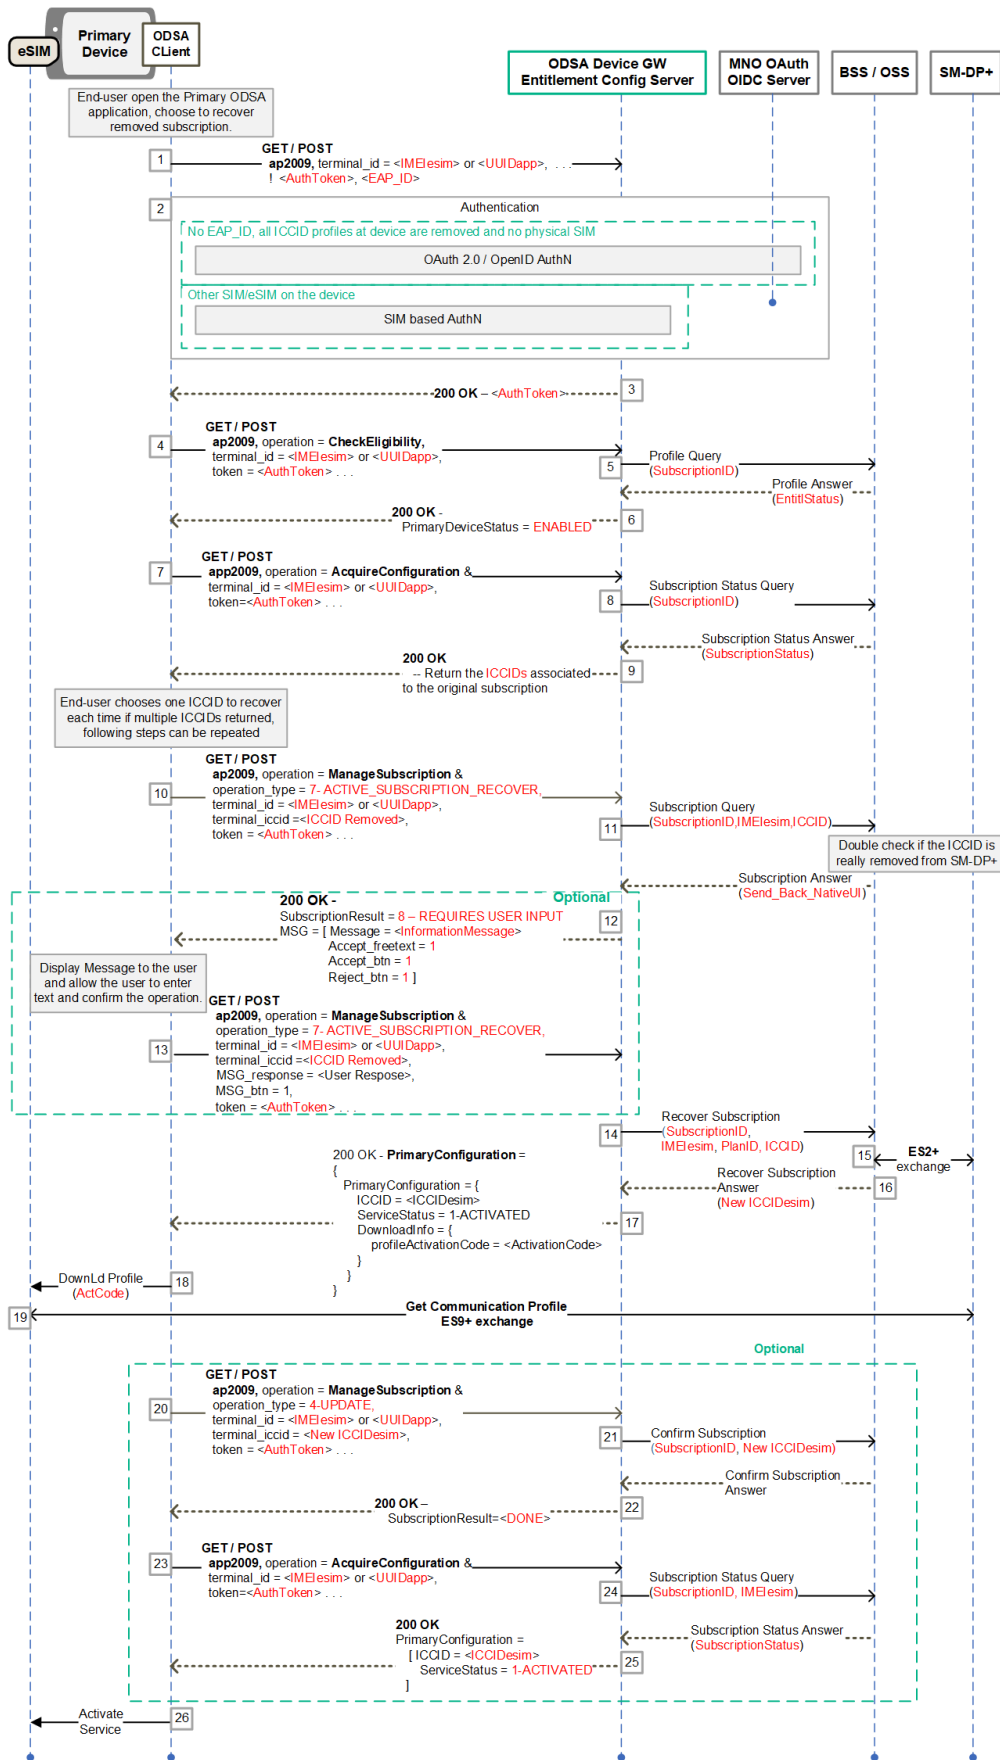 eSIM
Primary
Device
ODSA
CLient
ODSA Device GW
Entitlement Config Server
MNO OAuth
OIDC Server
BSS / OSS
SM-DP+
End-user open the Primary ODSA
application, choose to recover
removed subscription.
1
GET / POST
ap2009, terminal_id = <IMEIesim> or <UUIDapp>, . . .
! <AuthToken>, <EAP_ID>
2
Authentication
No EAP_ID, all ICCID profiles at device are removed and no physical SIM
OAuth 2.0 / OpenID AuthN
Other SIM/eSIM on the device
SIM based AuthN
3
200 OK – <AuthToken>
4
GET / POST
ap2009, operation = CheckEligibility,
terminal_id = <IMEIesim> or <UUIDapp>,
token = <AuthToken> . . .
5
Profile Query
(SubscriptionID)
Profile Answer
(EntitlStatus)
6
200 OK -
PrimaryDeviceStatus = ENABLED
7
GET / POST
app2009, operation = AcquireConfiguration &
terminal_id = <IMEIesim> or <UUIDapp>,
token=<AuthToken> . . .
8
Subscription Status Query
(SubscriptionID)
Subscription Status Answer
(SubscriptionStatus)
9
200 OK
-- Return the ICCIDs associated
to the original subscription
End-user chooses one ICCID to recover
each time if multiple ICCIDs returned,
following steps can be repeated
10
GET / POST
ap2009, operation = ManageSubscription &
operation_type = 7- ACTIVE_SUBSCRIPTION_RECOVER,
terminal_id = <IMEIesim> or <UUIDapp>,
terminal_iccid =<ICCID Removed>,
token = <AuthToken> . . .
11
Subscription Query
(SubscriptionID,IMEIesim,ICCID)
Double check if the ICCID is
really removed from SM-DP+
Subscription Answer
(Send_Back_NativeUI)
Optional
12
200 OK -
SubscriptionResult = 8 – REQUIRES USER INPUT
MSG = [ Message = <InformationMessage>
Accept_freetext = 1
Accept_btn = 1
Reject_btn = 1 ]
Display Message to the user
and allow the user to enter
text and confirm the operation.
13
GET / POST
ap2009, operation = ManageSubscription &
operation_type = 7- ACTIVE_SUBSCRIPTION_RECOVER,
terminal_id = <IMEIesim> or <UUIDapp>,
terminal_iccid =<ICCID Removed>,
MSG_response = <User Respose>,
MSG_btn = 1,
token = <AuthToken> . . .
14
Recover Subscription
(SubscriptionID,
IMEIesim, PlanID, ICCID)
15
ES2+
exchange
Recover Subscription
Answer
(New ICCIDesim)
16
17
200 OK - PrimaryConfiguration =
{
PrimaryConfiguration = {
ICCID = <ICCIDesim>
ServiceStatus = 1-ACTIVATED
DownloadInfo = {
profileActivationCode = <ActivationCode>
}
}
}
18
DownLd Profile
(ActCode)
19
Get Communication Profile
ES9+ exchange
Optional
20
GET / POST
ap2009, operation = ManageSubscription &
operation_type = 4-UPDATE,
terminal_id = <IMEIesim> or <UUIDapp>,
terminal_iccid = <New ICCIDesim>,
token = <AuthToken> . . .
21
Confirm Subscription
(SubscriptionID, New ICCIDesim)
Confirm Subscription
Answer
22
200 OK –
SubscriptionResult=<DONE>
23
GET / POST
app2009, operation = AcquireConfiguration &
terminal_id = <IMEIesim> or <UUIDapp>,
token=<AuthToken> . . .
24
Subscription Status Query
(SubscriptionID, IMEIesim)
Subscription Status Answer
(SubscriptionStatus)
25
200 OK
PrimaryConfiguration =
[ ICCID = <ICCIDesim>
ServiceStatus = 1-ACTIVATED
]
26
Activate
Service